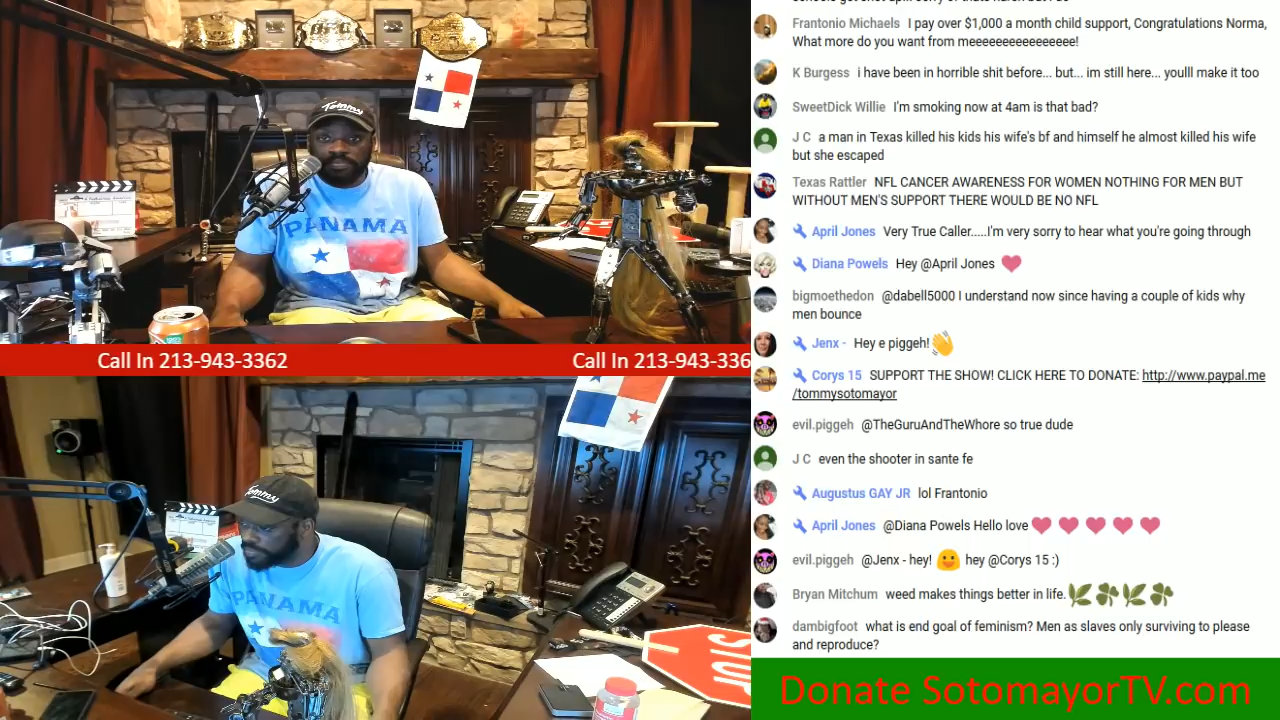 Tommy
PANAMA
Call In 213-943-3362
Call In 213-943-336
Tommy
PANAMA
Frantonio Michaels I pay over $1,000 a month child support, Congratulations Norma,
What more do you want from meeeeeeeeeeeeeeee!
K Burgess i have been in horrible shit before... but... im still here... youlll make it too
SweetDick Willie I'm smoking now at 4am is that bad?
J C a man in Texas killed his kids his wife's bf and himself he almost killed his wife
but she escaped
Texas Rattler NFL CANCER AWARENESS FOR WOMEN NOTHING FOR MEN BUT
WITHOUT MEN'S SUPPORT THERE WOULD BE NO NFL
April Jones Very True Caller.....I'm very sorry to hear what you're going through
Diana Powels Hey @April Jones
bigmoethedon @dabell5000 I understand now since having a couple of kids why
men bounce
Jenx - Hey e piggeh!
Corys 15 SUPPORT THE SHOW! CLICK HERE TO DONATE: http://www.paypal.me
/tommysotomayor
evil.piggeh @TheGuruAndTheWhore so true dude
J C even the shooter in sante fe
Augustus GAY JR lol Frantonio
April Jones @Diana Powels Hello love
evil.piggeh @Jenx - hey! hey @Corys 15 :)
Bryan Mitchum weed makes things better in life.
dambigfoot what is end goal of feminism? Men as slaves only surviving to please
and reproduce?
Donate SotomayorTV.com